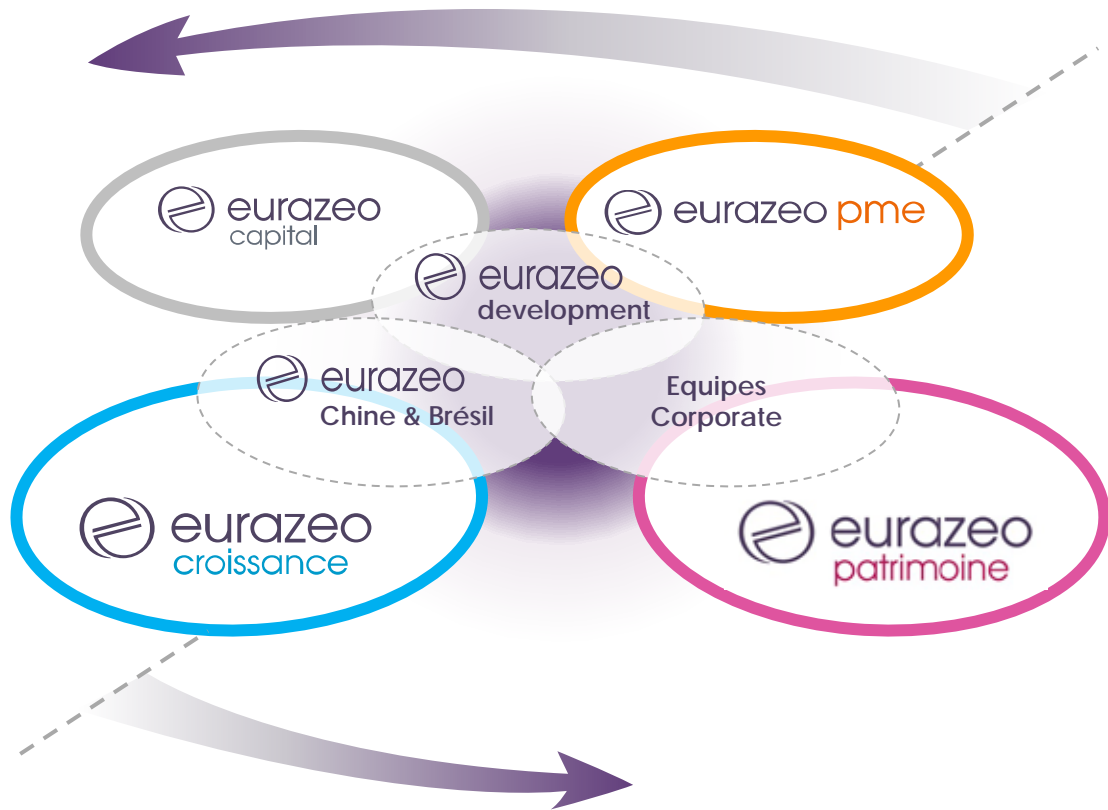 eurazeo
capital
eurazeo pme
eurazeo
development
eurazeo
Chine & Brésil
Equipes
Corporate
eurazeo
croissance
eurazeo
patrimoine